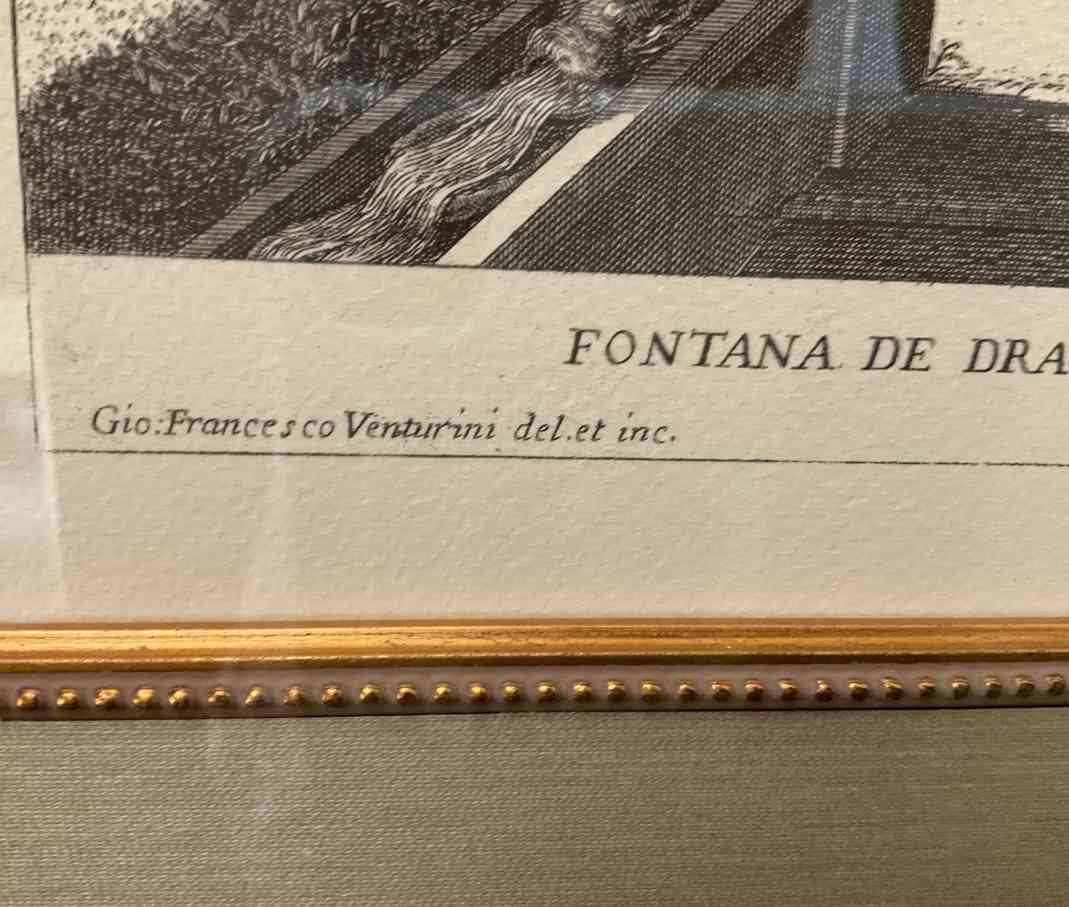 FONTANA DE DRA
Gio: Francesco Venturini del. et inc.